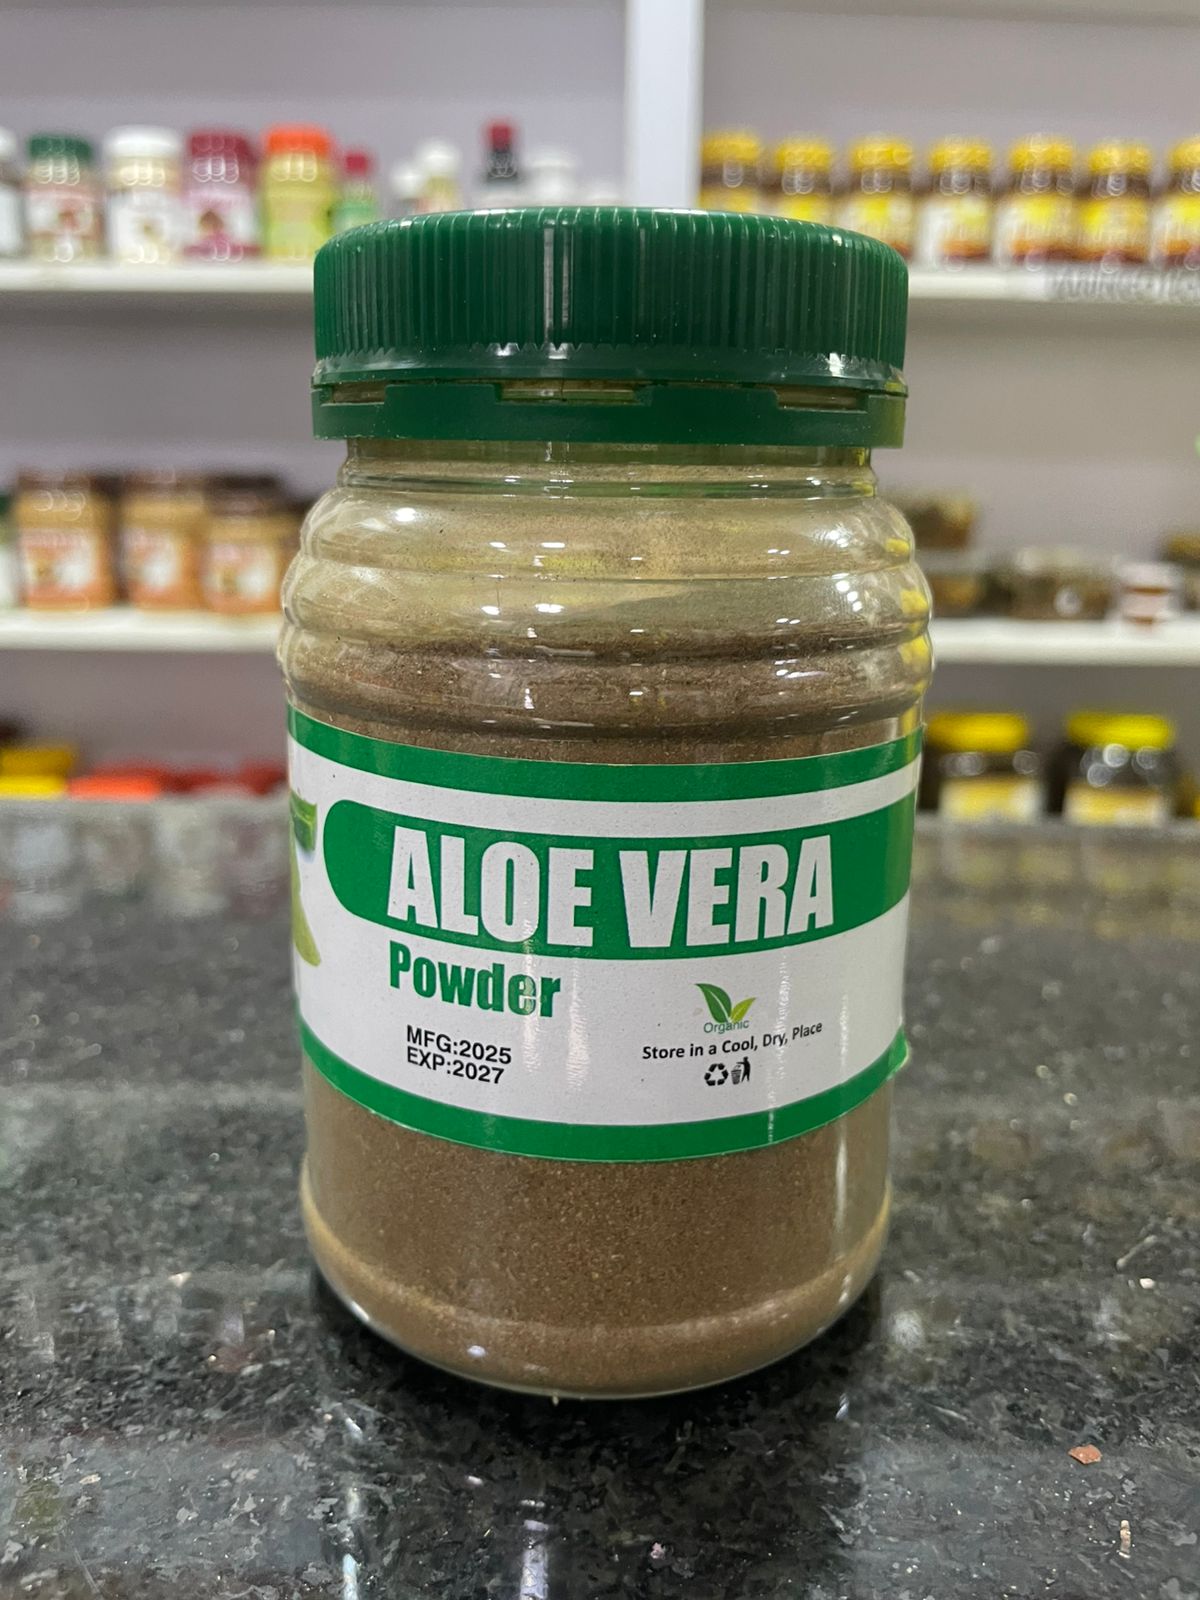 ALOE VERA
Powder
MFG:2025
EXP:2027
Organic
Store in a Cool, Dry, Place